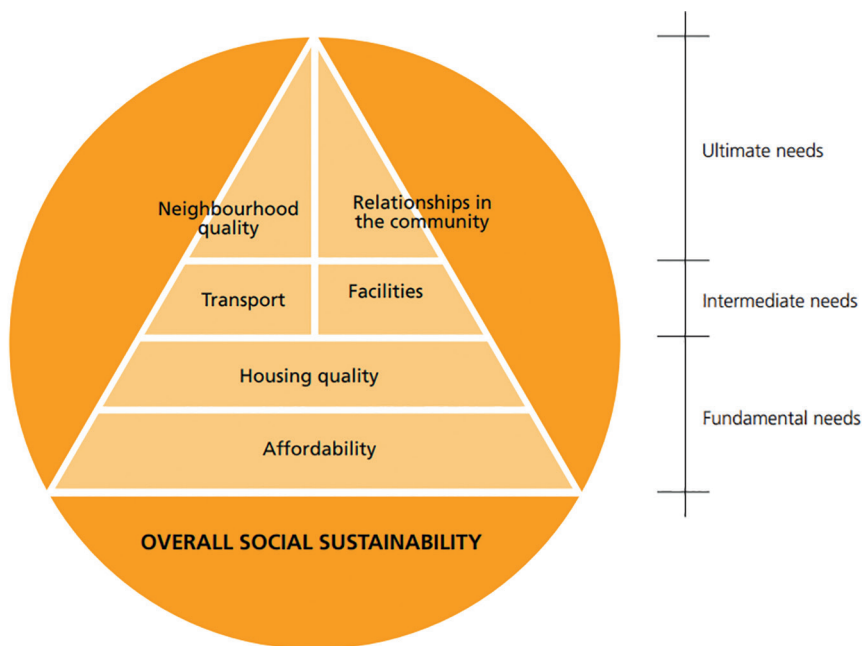 Ultimate needs
Neighbourhood
quality
Relationships in
the community
Transport
Facilities
Intermediate needs
Housing quality
Fundamental needs
Affordability
OVERALL SOCIAL SUSTAINABILITY